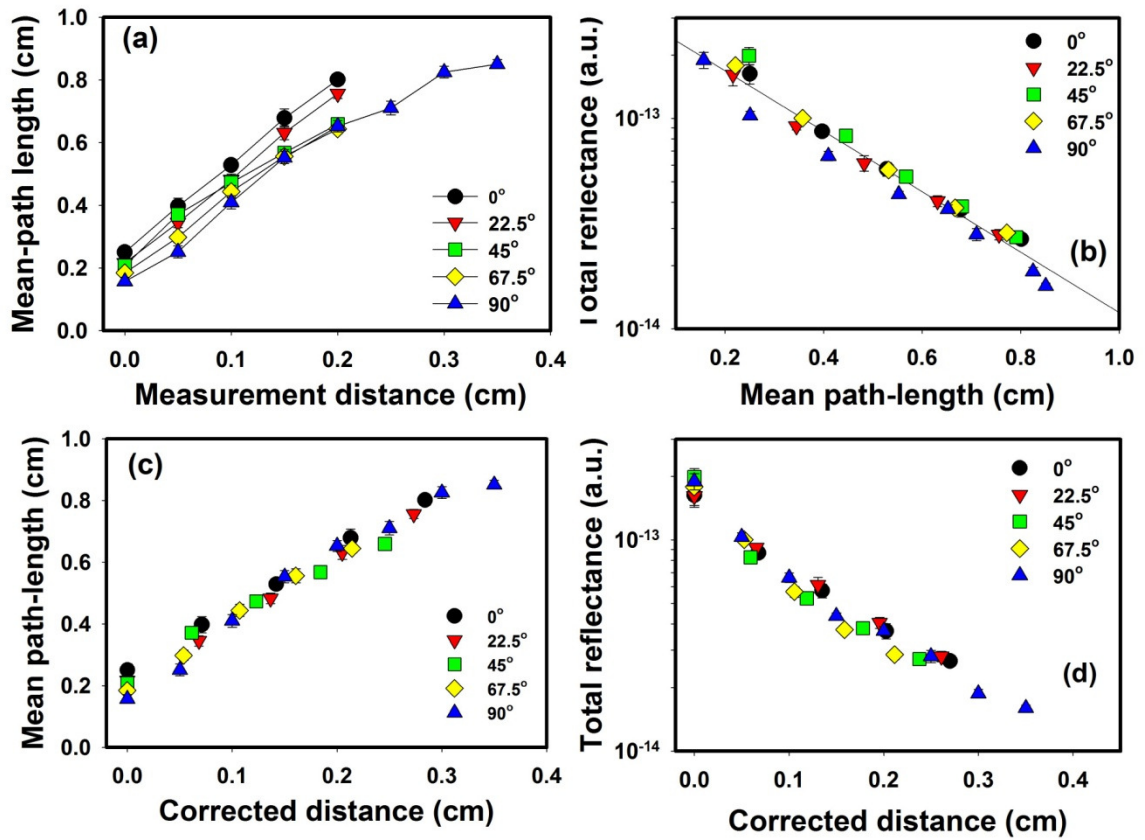 (a)
Mean-path length (cm)
1.0
0.8
0.6
0.4
0.2
0.0
0°
22.5°
45°
67.5°
90°
0.0 0.1 0.2 0.3 0.4
Measurement distance (cm)
(b)
Total reflectance (a.u.)
10-13
10-14
0°
22.5°
45°
67.5°
90°
0.2 0.4 0.6 0.8 1.0
Mean path-length (cm)
(c)
Mean path-length (cm)
1.0
0.8
0.6
0.4
0.2
0.0
0°
22.5°
45°
67.5°
90°
0.0 0.1 0.2 0.3 0.4
Corrected distance (cm)
(d)
Total reflectance (a.u.)
10-13
10-14
0°
22.5°
45°
67.5°
90°
0.0 0.1 0.2 0.3 0.4
Corrected distance (cm)